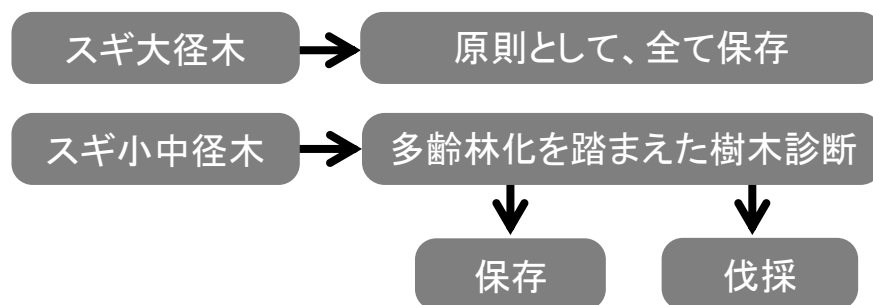 スギ大径木
原則として、全て保存
スギ小中径木
多齢林化を踏まえた樹木診断
保存
伐採